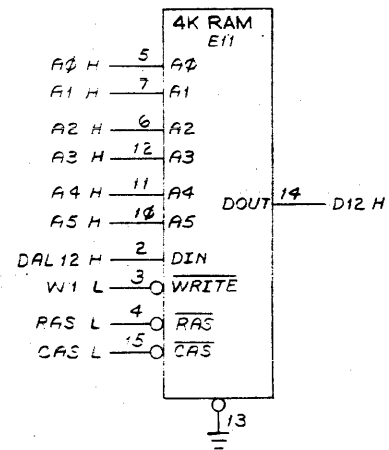 4K RAM
E11
AØ H 5 AØ
A1 H 7 A1
A2 H 6 A2
A3 H 12 A3
A4 H 11 A4
A5 H 1Ø A5
DOUT 14 D12 H
DAL 12 H 2 DIN
W1 L 3 WRITE
RAS L 4 RAS
CAS L 15 CAS
13